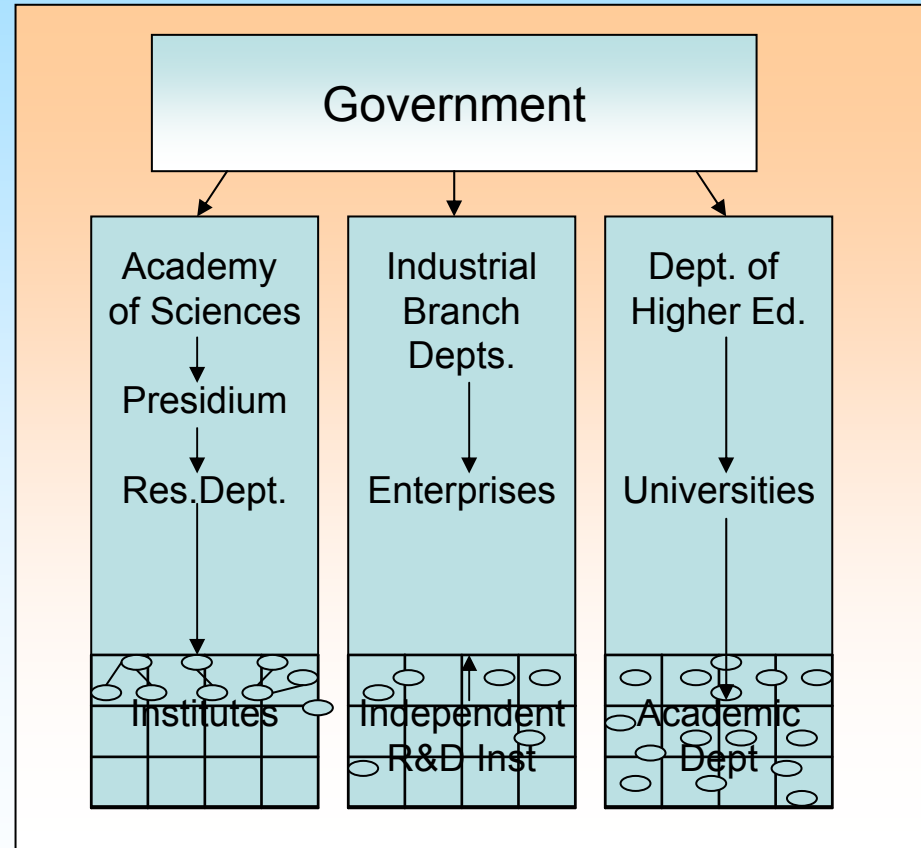 Government
Academy
of Sciences
Presidium
Res.Dept.
Institutes
Industrial
Branch
Depts.
Enterprises
Independent
R&D Inst
Dept. of
Higher Ed.
Universities
Academic
Dept